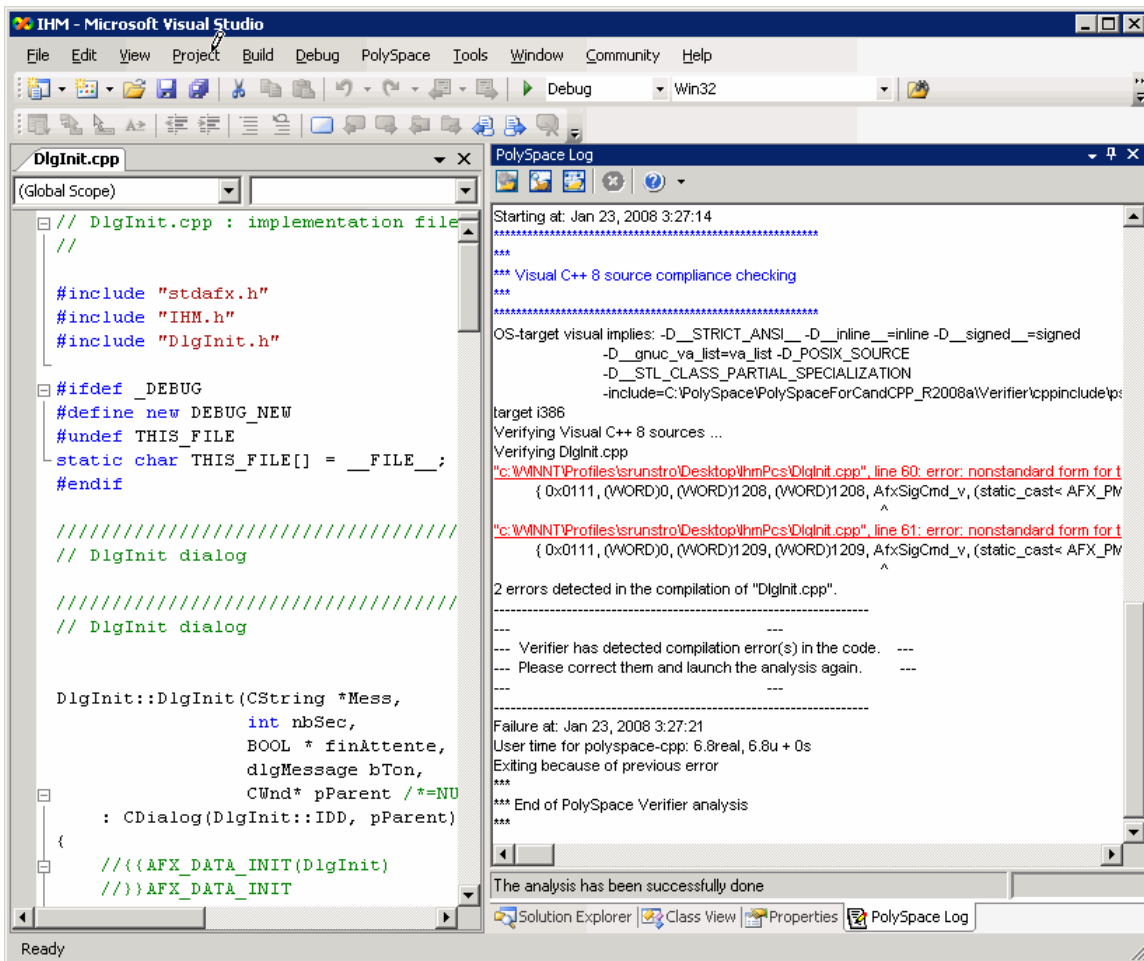 IHM - Microsoft Visual Studio
File Edit View Project Build Debug PolySpace Tools Window Community Help
Debug Win32
DlgInit.cpp
(Global Scope)
// DlgInit.cpp : implementation file
//
#include "stdafx.h"
#include "IHM.h"
#include "DlgInit.h"
#ifdef _DEBUG
#define new DEBUG_NEW
#undef THIS_FILE
static char THIS_FILE[] = __FILE__;
#endif
///////////////////////////////////
// DlgInit dialog
///////////////////////////////////
// DlgInit dialog
DlgInit::DlgInit(CString *Mess,
int nbSec,
BOOL * finAttente,
dlgMessage bTon,
CWnd* pParent /*=NU
: CDialog(DlgInit::IDD, pParent)
{
//{{AFX_DATA_INIT(DlgInit)
//}}AFX_DATA_INIT
PolySpace Log
Starting at: Jan 23, 2008 3:27:14
**********************************************************
***
*** Visual C++ 8 source compliance checking
***
**********************************************************
OS-target visual implies: -D__STRICT_ANSI__ -D__inline__=inline -D__signed__=signed
-D__gnuc_va_list=va_list -D_POSIX_SOURCE
-D__STL_CLASS_PARTIAL_SPECIALIZATION
-include=C:\PolySpace\PolySpaceForCandCPP_R2008a\Verifier\cppinclude\ps
target i386
Verifying Visual C++ 8 sources ...
Verifying DlgInit.cpp
"c:\WINNT\Profiles\srunstro\Desktop\IhmPcs\DlgInit.cpp", line 60: error: nonstandard form for t
{ 0x0111, (WORD)0, (WORD)1208, (WORD)1208, AfxSigCmd_v, (static_cast< AFX_PM
^
"c:\WINNT\Profiles\srunstro\Desktop\IhmPcs\DlgInit.cpp", line 61: error: nonstandard form for t
{ 0x0111, (WORD)0, (WORD)1209, (WORD)1209, AfxSigCmd_v, (static_cast< AFX_PM
^
2 errors detected in the compilation of "DlgInit.cpp".
--------------------------------------------------------------------
--- ---
--- Verifier has detected compilation error(s) in the code. ---
--- Please correct them and launch the analysis again. ---
--- ---
--------------------------------------------------------------------
Failure at: Jan 23, 2008 3:27:21
User time for polyspace-cpp: 6.8real, 6.8u + 0s
Exiting because of previous error
***
*** End of PolySpace Verifier analysis
***
The analysis has been successfully done
Solution Explorer Class View Properties PolySpace Log
Ready